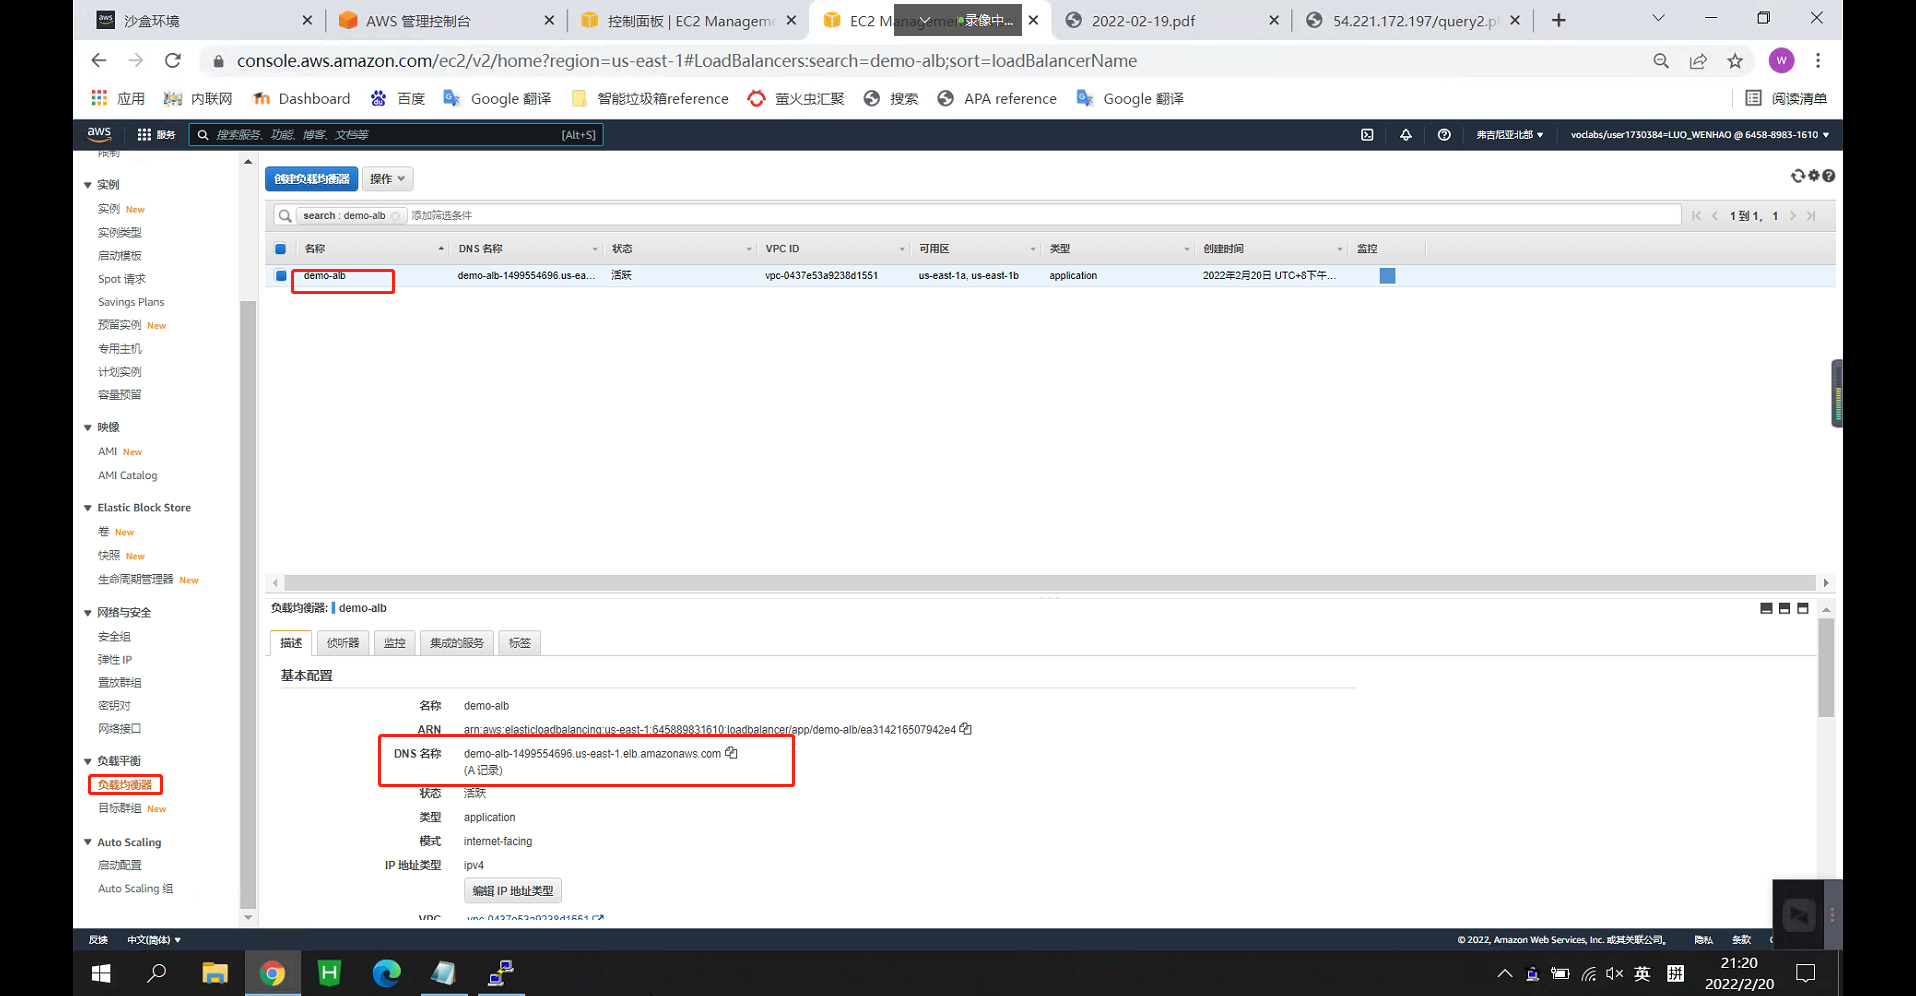 沙盒环境
AWS 管理控制台
控制面板 | EC2 Manageme
EC2 Managemen
录像中...
2022-02-19.pdf
54.221.172.197/query2.p
console.aws.amazon.com/ec2/v2/home?region=us-east-1#LoadBalancers:search=demo-alb;sort=loadBalancerName
W
应用 内联网 Dashboard 百度 Google 翻译 智能垃圾箱reference 萤火虫汇聚 搜索 APA reference Google 翻译 阅读清单
aws 服务 搜索服务、功能、博客、文档等 [Alt+S] 弗吉尼亚北部 voclabs/user1730384=LUO_WENHAO @ 6458-8983-1610
限制
实例
实例 New
实例类型
启动模板
Spot 请求
Savings Plans
预留实例 New
专用主机
计划实例
容量预留
映像
AMI New
AMI Catalog
Elastic Block Store
卷 New
快照 New
生命周期管理器 New
网络与安全
安全组
弹性 IP
置放群组
密钥对
网络接口
负载平衡
负载均衡器
目标群组 New
Auto Scaling
启动配置
Auto Scaling 组
创建负载均衡器 操作
search : demo-alb 添加筛选条件 1 到 1， 1
名称 DNS 名称 状态 VPC ID 可用区 类型 创建时间 监控
demo-alb demo-alb-1499554696.us-ea... 活跃 vpc-0437e53a9238d1551 us-east-1a, us-east-1b application 2022年2月20日 UTC+8下午...
负载均衡器: demo-alb
描述 侦听器 监控 集成的服务 标签
基本配置
名称 demo-alb
ARN arn:aws:elasticloadbalancing:us-east-1:645889831610:loadbalancer/app/demo-alb/ea314216507942e4
DNS 名称 demo-alb-1499554696.us-east-1.elb.amazonaws.com
(A 记录)
状态 活跃
类型 application
模式 internet-facing
IP 地址类型 ipv4
编辑 IP 地址类型
VPC vpc-0437e53a9238d1551
反馈 中文(简体) © 2022, Amazon Web Services, Inc. 或其关联公司。 隐私 条款
英 拼 21:20
2022/2/20